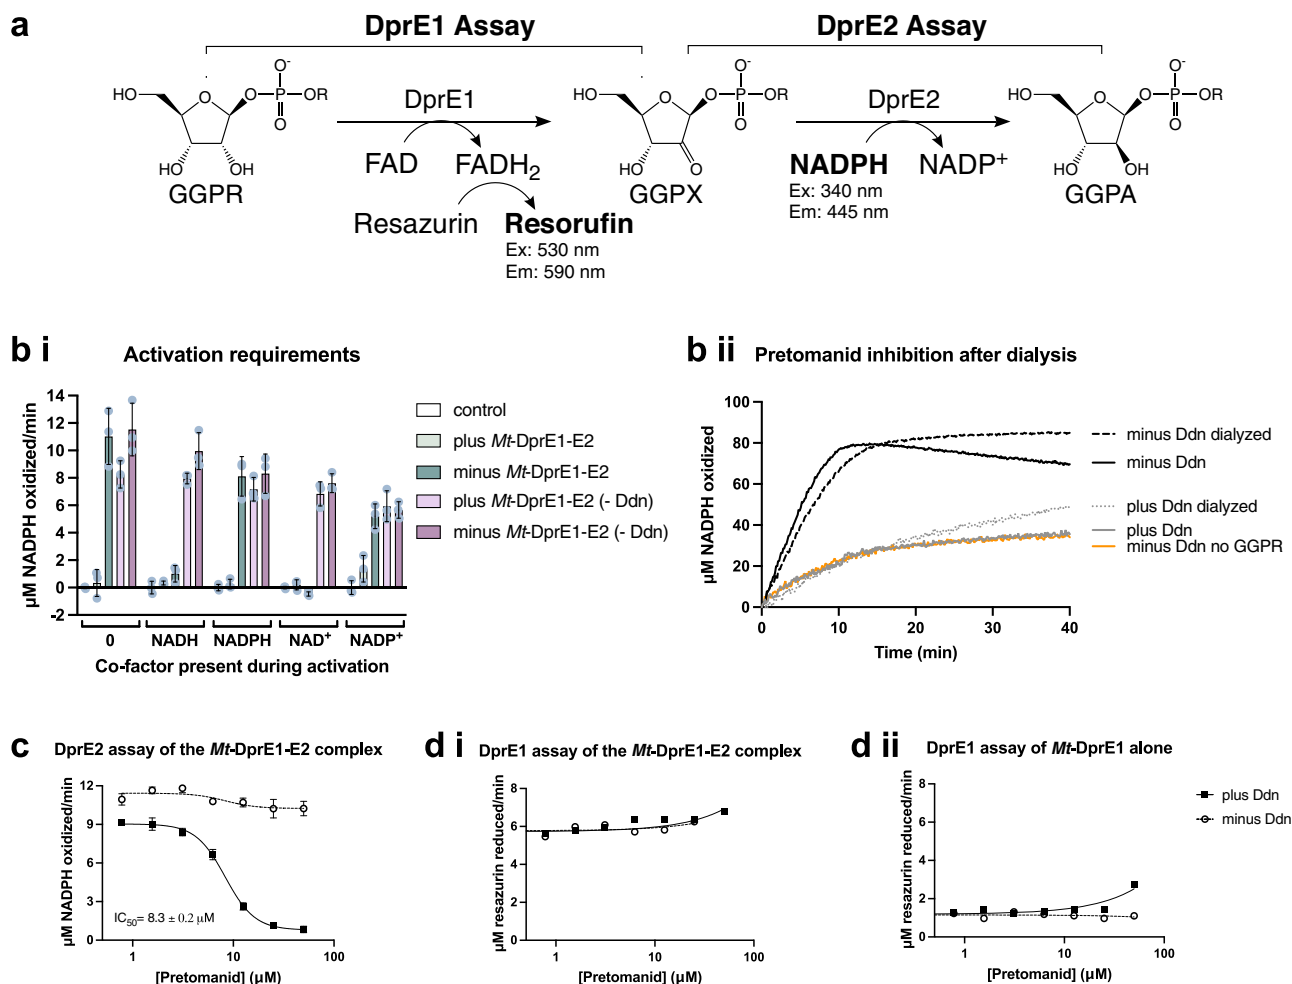 a
DprE1 Assay
DprE2 Assay
HO
O
O
P
O-
OR
O
HO
OH
GGPR
DprE1
FAD
FADH2
Resazurin
Resorufin
Ex: 530 nm
Em: 590 nm
HO
O
O
P
O-
OR
O
HO
O
GGPX
DprE2
NADPH
NADP+
Ex: 340 nm
Em: 445 nm
HO
O
O
P
O-
OR
O
HO
OH
GGPA
b i
Activation requirements
µM NADPH oxidized/min
14
12
10
8
6
4
2
0
-2
0
NADH
NADPH
NAD+
NADP+
Co-factor present during activation
control
plus Mt-DprE1-E2
minus Mt-DprE1-E2
plus Mt-DprE1-E2 (- Ddn)
minus Mt-DprE1-E2 (- Ddn)
b ii
Pretomanid inhibition after dialysis
µM NADPH oxidized
100
80
60
40
20
0
0
10
20
30
40
Time (min)
minus Ddn dialyzed
minus Ddn
plus Ddn dialyzed
plus Ddn
minus Ddn no GGPR
c
DprE2 assay of the Mt-DprE1-E2 complex
µM NADPH oxidized/min
12
9
6
3
0
IC50= 8.3 ± 0.2 µM
1
10
100
[Pretomanid] (µM)
d i
DprE1 assay of the Mt-DprE1-E2 complex
µM resazurin reduced/min
8
6
4
2
0
1
10
100
[Pretomanid] (µM)
d ii
DprE1 assay of Mt-DprE1 alone
µM resazurin reduced/min
8
6
4
2
0
1
10
100
[Pretomanid] (µM)
plus Ddn
minus Ddn